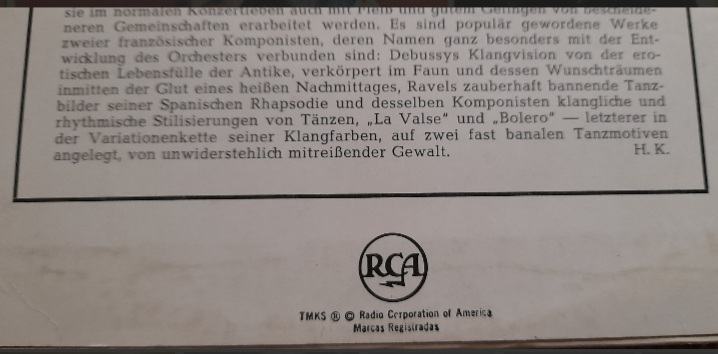 sie im normalen Konzertleben auch mit Fleiß und gutem Gelingen von bescheide-
neren Gemeinschaften erarbeitet werden. Es sind populär gewordene Werke
zweier französischer Komponisten, deren Namen ganz besonders mit der Ent-
wicklung des Orchesters verbunden sind: Debussys Klangvision von der ero-
tischen Lebensfülle der Antike, verkörpert im Faun und dessen Wunschträumen
inmitten der Glut eines heißen Nachmittages, Ravels zauberhaft bannende Tanz-
bilder seiner Spanischen Rhapsodie und desselben Komponisten klangliche und
rhythmische Stilisierungen von Tänzen, „La Valse" und „Bolero" — letzterer in
der Variationenkette seiner Klangfarben, auf zwei fast banalen Tanzmotiven
angelegt, von unwiderstehlich mitreißender Gewalt. H. K.
RCA
TMKS ® © Radio Corporation of America
Marcas Registradas